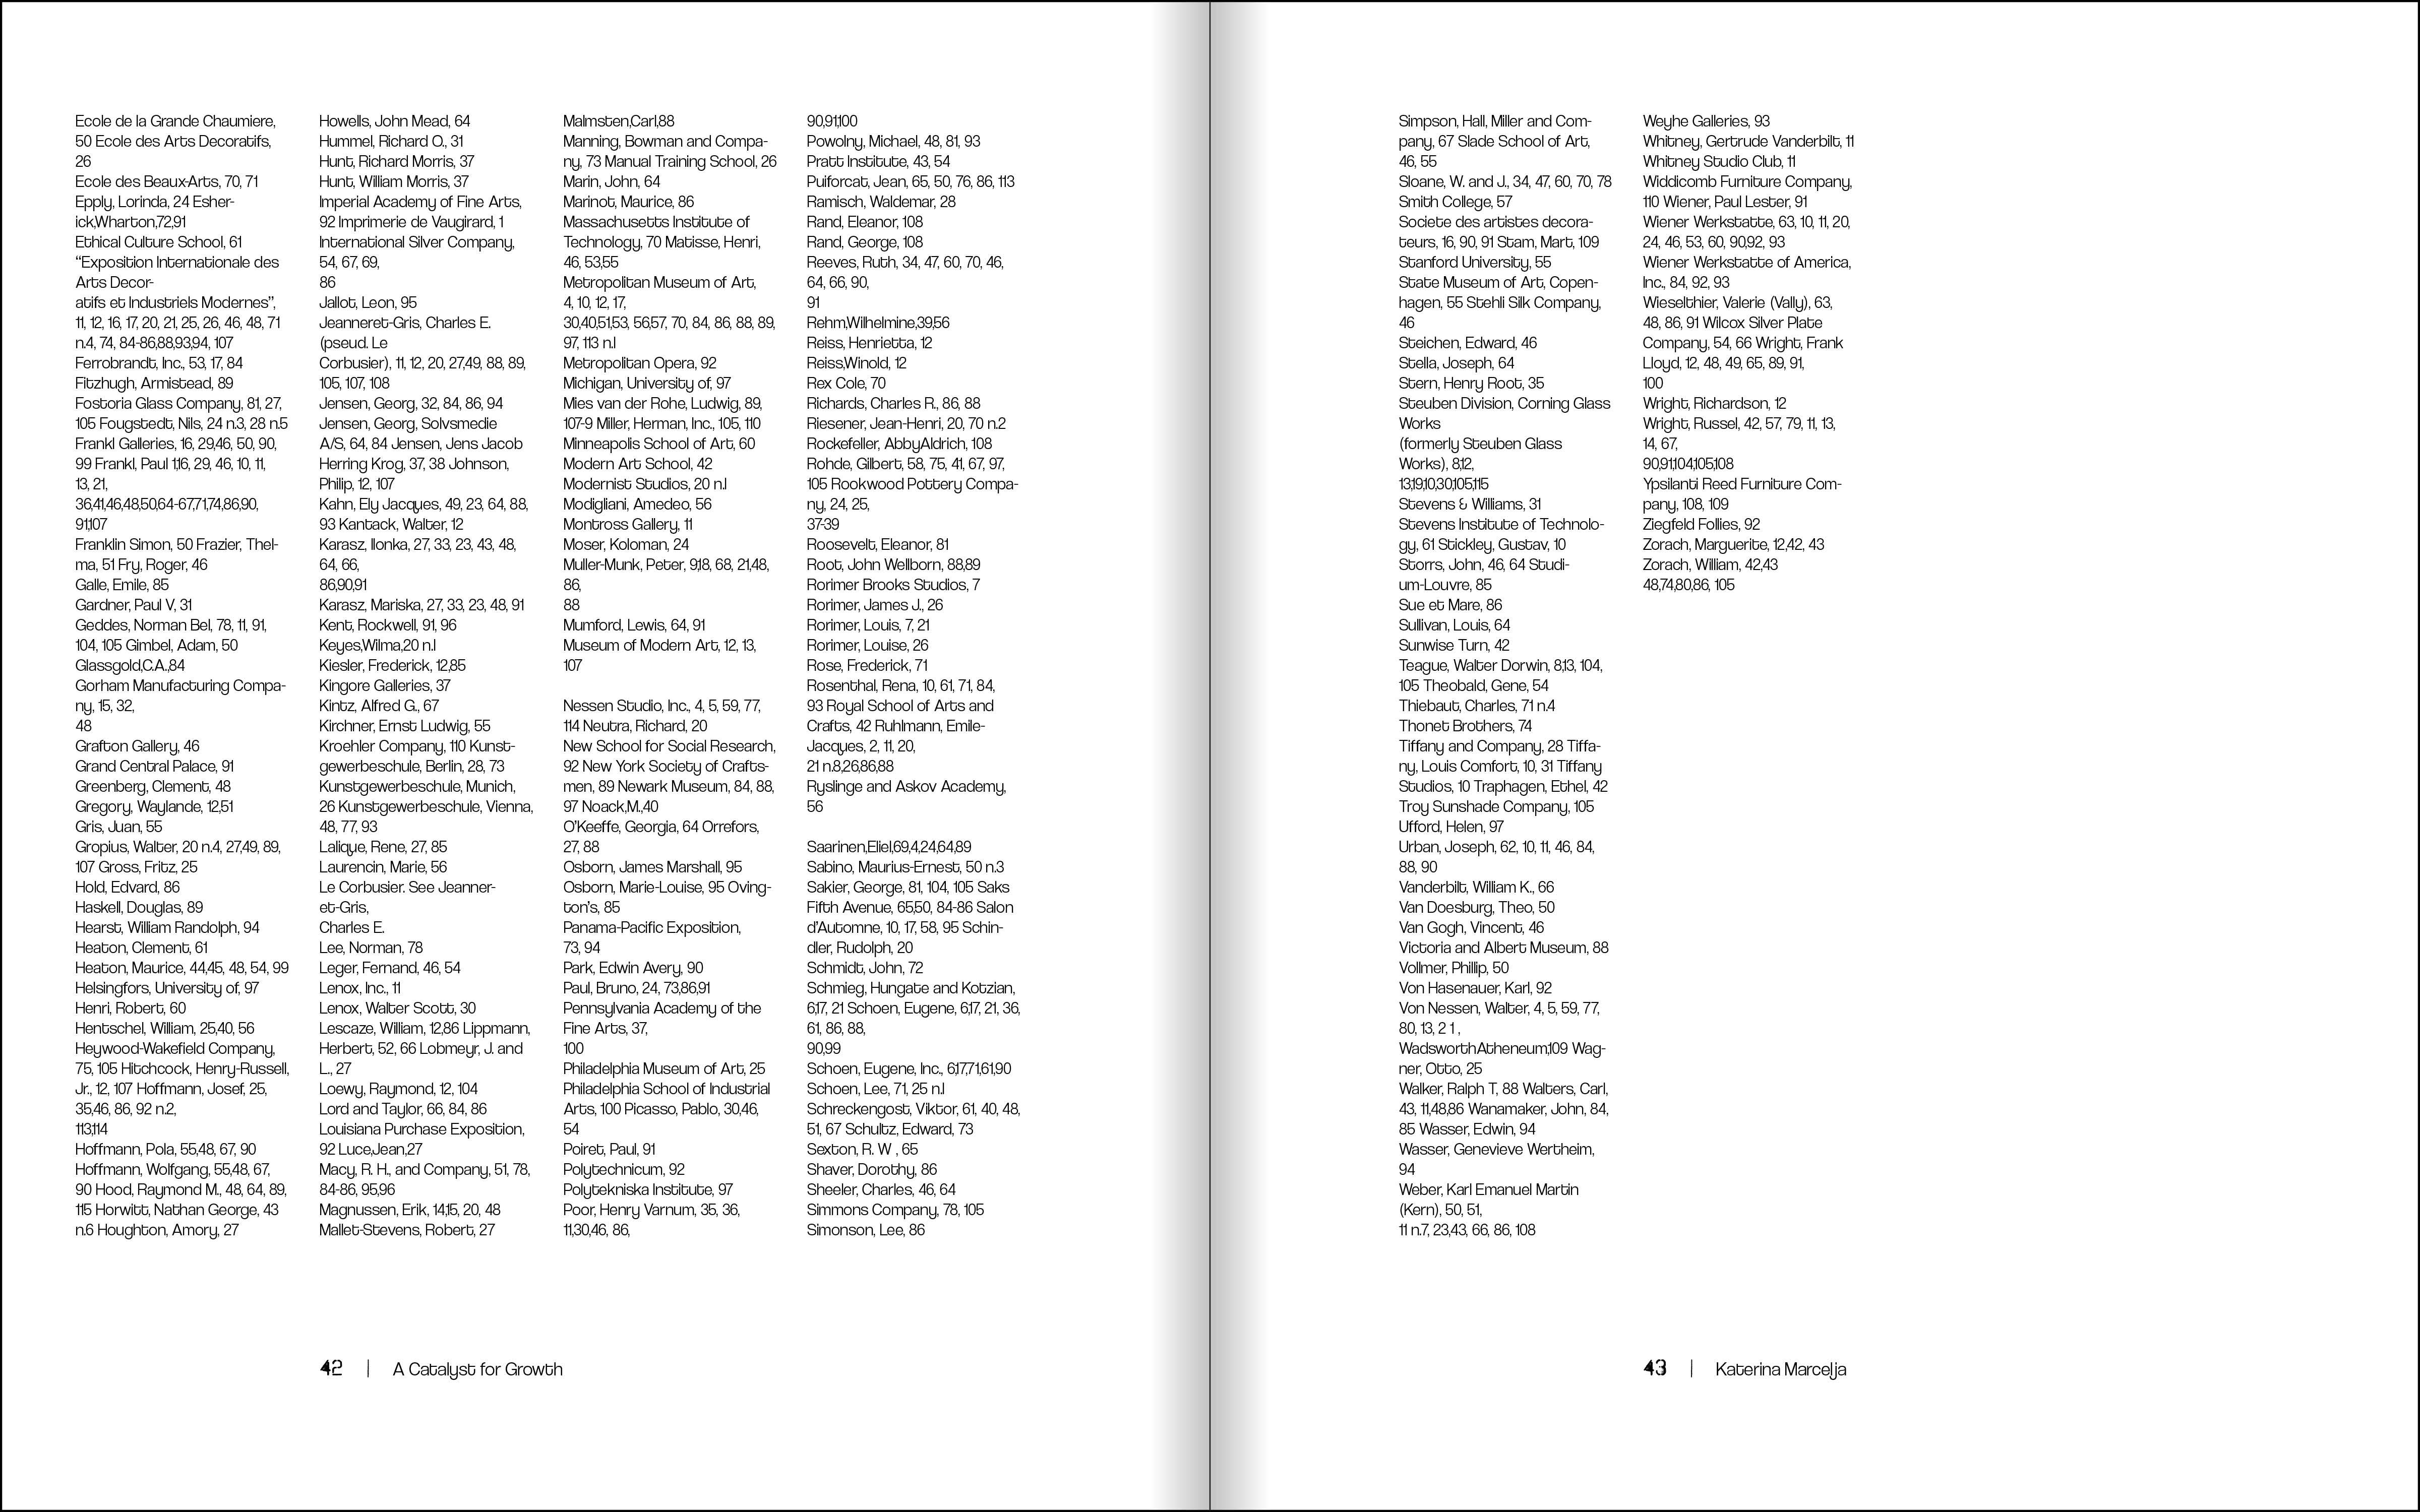 Ecole de la Grande Chaumiere,
50 Ecole des Arts Decoratifs,
26
Ecole des Beaux-Arts, 70, 71
Epply, Lorinda, 24 Esher-
ick,Wharton,72,91
Ethical Culture School, 61
“Exposition Internationale des
Arts Decor-
atifs et Industriels Modernes”,
11, 12, 16, 17, 20, 21, 25, 26, 46, 48, 71
n.4, 74, 84-86,88,93,94, 107
Ferrobrandt, Inc., 53, 17, 84
Fitzhugh, Armistead, 89
Fostoria Glass Company, 81, 27,
105 Fougstedt, Nils, 24 n.3, 28 n.5
Frankl Galleries, 16, 29,46, 50, 90,
99 Frankl, Paul 1,16, 29, 46, 10, 11,
13, 21,
36,41,46,48,50,64-67,71,74,86,90,
91,107
Franklin Simon, 50 Frazier, Thel-
ma, 51 Fry, Roger, 46
Galle, Emile, 85
Gardner, Paul V, 31
Geddes, Norman Bel, 78, 11, 91,
104, 105 Gimbel, Adam, 50
Glassgold,C.A.,84
Gorham Manufacturing Compa-
ny, 15, 32,
48
Grafton Gallery, 46
Grand Central Palace, 91
Greenberg, Clement, 48
Gregory, Waylande, 12,51
Gris, Juan, 55
Gropius, Walter, 20 n.4, 27,49, 89,
107 Gross, Fritz, 25
Hold, Edvard, 86
Haskell, Douglas, 89
Hearst, William Randolph, 94
Heaton, Clement, 61
Heaton, Maurice, 44,45, 48, 54, 99
Helsingfors, University of, 97
Henri, Robert, 60
Hentschel, William, 25,40, 56
Heywood-Wakefield Company,
75, 105 Hitchcock, Henry-Russell,
Jr., 12, 107 Hoffmann, Josef, 25,
35,46, 86, 92 n.2,
113,114
Hoffmann, Pola, 55,48, 67, 90
Hoffmann, Wolfgang, 55,48, 67,
90 Hood, Raymond M., 48, 64, 89,
115 Horwitt, Nathan George, 43
n.6 Houghton, Amory, 27
Howells, John Mead, 64
Hummel, Richard O., 31
Hunt, Richard Morris, 37
Hunt, William Morris, 37
Imperial Academy of Fine Arts,
92 Imprimerie de Vaugirard, 1
International Silver Company,
54, 67, 69,
86
Jallot, Leon, 95
Jeanneret-Gris, Charles E.
(pseud. Le
Corbusier), 11, 12, 20, 27,49, 88, 89,
105, 107, 108
Jensen, Georg, 32, 84, 86, 94
Jensen, Georg, Solvsmedie
A/S, 64, 84 Jensen, Jens Jacob
Herring Krog, 37, 38 Johnson,
Philip, 12, 107
Kahn, Ely Jacques, 49, 23, 64, 88,
93 Kantack, Walter, 12
Karasz, Ilonka, 27, 33, 23, 43, 48,
64, 66,
86,90,91
Karasz, Mariska, 27, 33, 23, 48, 91
Kent, Rockwell, 91, 96
Keyes,Wilma,20 n.l
Kiesler, Frederick, 12,85
Kingore Galleries, 37
Kintz, Alfred G., 67
Kirchner, Ernst Ludwig, 55
Kroehler Company, 110 Kunst-
gewerbeschule, Berlin, 28, 73
Kunstgewerbeschule, Munich,
26 Kunstgewerbeschule, Vienna,
48, 77, 93
Lalique, Rene, 27, 85
Laurencin, Marie, 56
Le Corbusier. See Jeanner-
et-Gris,
Charles E.
Lee, Norman, 78
Leger, Fernand, 46, 54
Lenox, Inc., 11
Lenox, Walter Scott, 30
Lescaze, William, 12,86 Lippmann,
Herbert, 52, 66 Lobmeyr, J. and
L., 27
Loewy, Raymond, 12, 104
Lord and Taylor, 66, 84, 86
Louisiana Purchase Exposition,
92 Luce,Jean,27
Macy, R. H., and Company, 51, 78,
84-86, 95,96
Magnussen, Erik, 14,15, 20, 48
Mallet-Stevens, Robert, 27
Malmsten,Carl,88
Manning, Bowman and Compa-
ny, 73 Manual Training School, 26
Marin, John, 64
Marinot, Maurice, 86
Massachusetts Institute of
Technology, 70 Matisse, Henri,
46, 53,55
Metropolitan Museum of Art,
4, 10, 12, 17,
30,40,51,53, 56,57, 70, 84, 86, 88, 89,
97, 113 n.l
Metropolitan Opera, 92
Michigan, University of, 97
Mies van der Rohe, Ludwig, 89,
107-9 Miller, Herman, Inc., 105, 110
Minneapolis School of Art, 60
Modern Art School, 42
Modernist Studios, 20 n.l
Modigliani, Amedeo, 56
Montross Gallery, 11
Moser, Koloman, 24
Muller-Munk, Peter, 9,18, 68, 21,48,
86,
88
Mumford, Lewis, 64, 91
Museum of Modern Art, 12, 13,
107
Nessen Studio, Inc., 4, 5, 59, 77,
114 Neutra, Richard, 20
New School for Social Research,
92 New York Society of Crafts-
men, 89 Newark Museum, 84, 88,
97 Noack,M.,40
O’Keeffe, Georgia, 64 Orrefors,
27, 88
Osborn, James Marshall, 95
Osborn, Marie-Louise, 95 Oving-
ton’s, 85
Panama-Pacific Exposition,
73, 94
Park, Edwin Avery, 90
Paul, Bruno, 24, 73,86,91
Pennsylvania Academy of the
Fine Arts, 37,
100
Philadelphia Museum of Art, 25
Philadelphia School of Industrial
Arts, 100 Picasso, Pablo, 30,46,
54
Poiret, Paul, 91
Polytechnicum, 92
Polytekniska Institute, 97
Poor, Henry Varnum, 35, 36,
11,30,46, 86,
90,91,100
Powolny, Michael, 48, 81, 93
Pratt Institute, 43, 54
Puiforcat, Jean, 65, 50, 76, 86, 113
Ramisch, Waldemar, 28
Rand, Eleanor, 108
Rand, George, 108
Reeves, Ruth, 34, 47, 60, 70, 46,
64, 66, 90,
91
Rehm,Wilhelmine,39,56
Reiss, Henrietta, 12
Reiss,Winold, 12
Rex Cole, 70
Richards, Charles R., 86, 88
Rlesener, Jean-Henri, 20, 70 n.2
Rockefeller, AbbyAldrich, 108
Rohde, Gilbert, 58, 75, 41, 67, 97,
105 Rookwood Pottery Compa-
ny, 24, 25,
37-39
Roosevelt, Eleanor, 81
Root, John Wellborn, 88,89
Rorimer Brooks Studios, 7
Rorimer, James J., 26
Rorimer, Louis, 7, 21
Rorimer, Louise, 26
Rose, Frederick, 71
Rosenthal, Rena, 10, 61, 71, 84,
93 Royal School of Arts and
Crafts, 42 Ruhlmann, Emile-
Jacques, 2, 11, 20,
21 n.8,26,86,88
Ryslinge and Askov Academy,
56
Saarinen,Eliel,69,4,24,64,89
Sabino, Maurius-Ernest, 50 n.3
Sakier, George, 81, 104, 105 Saks
Fifth Avenue, 65,50, 84-86 Salon
d’Automne, 10, 17, 58, 95 Schin-
dler, Rudolph, 20
Schmidt, John, 72
Schmieg, Hungate and Kotzian,
6,17, 21 Schoen, Eugene, 6,17, 21, 36,
61, 86, 88,
90,99
Schoen, Eugene, Inc., 6,17,71,61,90
Schoen, Lee, 71, 25 n.l
Schreckengost, Viktor, 61, 40, 48,
51, 67 Schultz, Edward, 73
Sexton, R. W , 65
Shaver, Dorothy, 86
Sheeler, Charles, 46, 64
Simmons Company, 78, 105
Simonson, Lee, 86
42 | A Catalyst for Growth
Simpson, Hall, Miller and Com-
pany, 67 Slade School of Art,
46, 55
Sloane, W. and J., 34, 47, 60, 70, 78
Smith College, 57
Societe des artistes decora-
teurs, 16, 90, 91 Stam, Mart, 109
Stanford University, 55
State Museum of Art, Copen-
hagen, 55 Stehli Silk Company,
46
Steichen, Edward, 46
Stella, Joseph, 64
Stern, Henry Root, 35
Steuben Division, Corning Glass
Works
(formerly Steuben Glass
Works), 8,12,
13,19,10,30,105,115
Stevens & Williams, 31
Stevens Institute of Technolo-
gy, 61 Stickley, Gustav, 10
Storrs, John, 46, 64 Studi-
um-Louvre, 85
Sue et Mare, 86
Sullivan, Louis, 64
Sunwise Turn, 42
Teague, Walter Dorwin, 8,13, 104,
105 Theobald, Gene, 54
Thiebaut, Charles, 71 n.4
Thonet Brothers, 74
Tiffany and Company, 28 Tiffa-
ny, Louis Comfort, 10, 31 Tiffany
Studios, 10 Traphagen, Ethel, 42
Troy Sunshade Company, 105
Ufford, Helen, 97
Urban, Joseph, 62, 10, 11, 46, 84,
88, 90
Vanderbilt, William K., 66
Van Doesburg, Theo, 50
Van Gogh, Vincent, 46
Victoria and Albert Museum, 88
Vollmer, Phillip, 50
Von Hasenauer, Karl, 92
Von Nessen, Walter, 4, 5, 59, 77,
80, 13, 2 1 ,
WadsworthAtheneum,109 Wag-
ner, Otto, 25
Walker, Ralph T, 88 Walters, Carl,
43, 11,48,86 Wanamaker, John, 84,
85 Wasser, Edwin, 94
Wasser, Genevieve Wertheim,
94
Weber, Karl Emanuel Martin
(Kern), 50, 51,
11 n.7, 23,43, 66, 86, 108
Weyhe Galleries, 93
Whitney, Gertrude Vanderbilt, 11
Whitney Studio Club, 11
Widdicomb Furniture Company,
110 Wiener, Paul Lester, 91
Wiener Werkstatte, 63, 10, 11, 20,
24, 46, 53, 60, 90,92, 93
Wiener Werkstatte of America,
Inc., 84, 92, 93
Wieselthier, Valerie (Vally), 63,
48, 86, 91 Wilcox Silver Plate
Company, 54, 66 Wright, Frank
Lloyd, 12, 48, 49, 65, 89, 91,
100
Wright, Richardson, 12
Wright, Russel, 42, 57, 79, 11, 13,
14, 67,
90,91,104,105,108
Ypsilanti Reed Furniture Com-
pany, 108, 109
Ziegfeld Follies, 92
Zorach, Marguerite, 12,42, 43
Zorach, William, 42,43
48,74,80,86, 105
43 | Katerina Marcelja